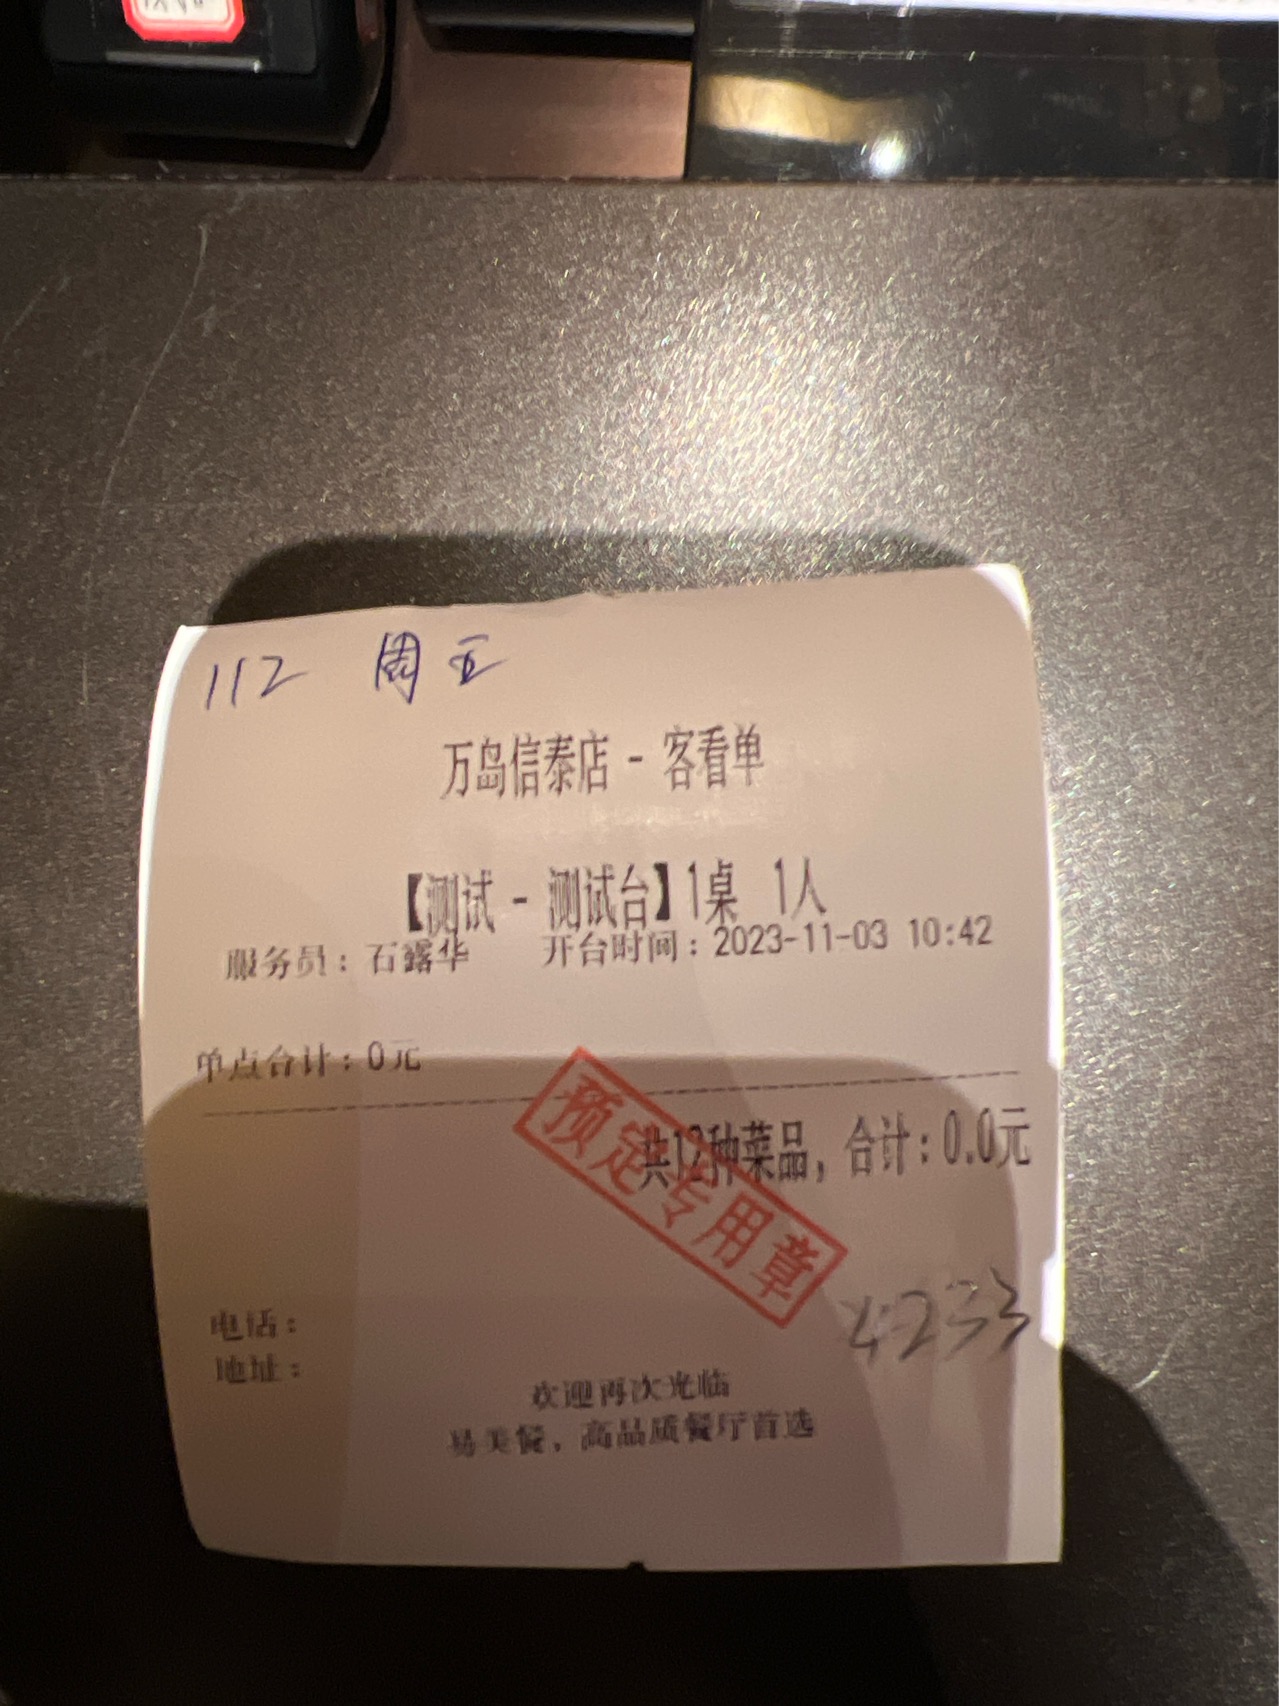 112 周五
万岛信泰店 - 客看单
【测试 - 测试台】1桌 1人
服务员：石露华 开台时间：2023-11-03 10:42
单点合计：0元
共12种菜品，合计：0.0元
预定专用章
4233
电话：
地址：
欢迎再次光临
易美餐，高品质餐厅首选